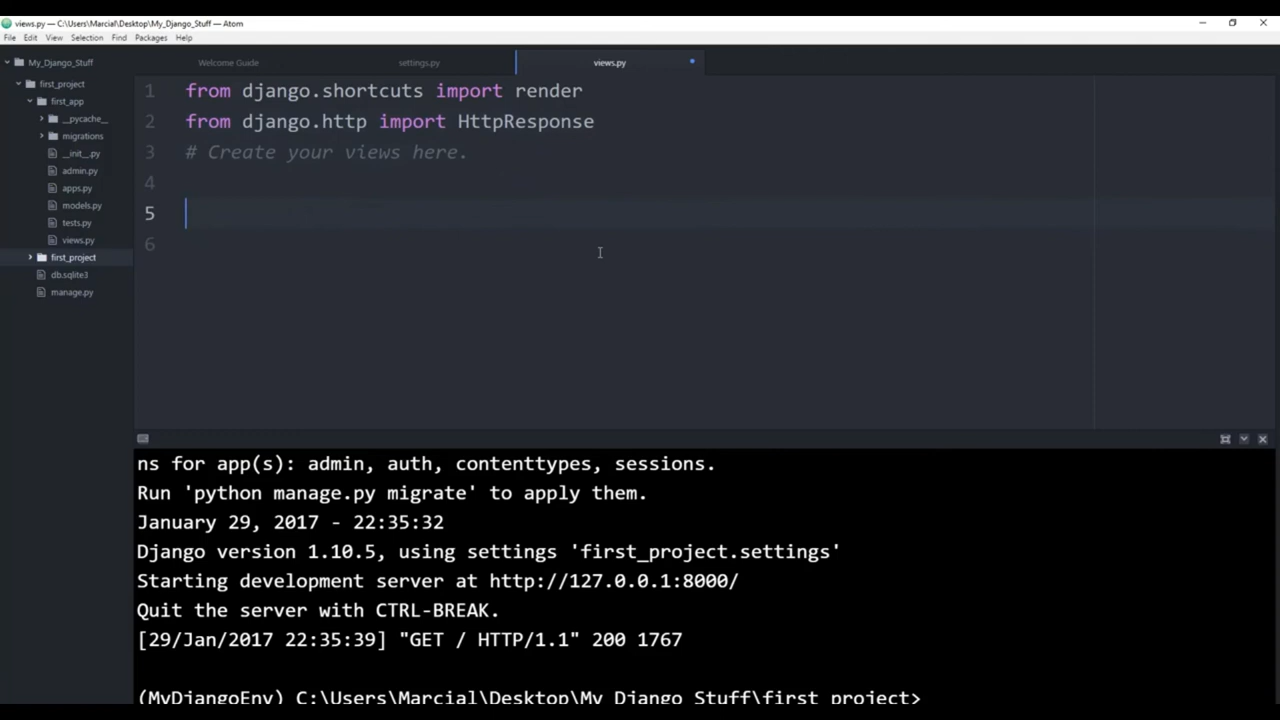 views.py — C:\Users\Marcial\Desktop\My_Django_Stuff — Atom
File Edit View Selection Find Packages Help
My_Django_Stuff
first_project
first_app
__pycache__
migrations
__init__.py
admin.py
apps.py
models.py
tests.py
views.py
first_project
db.sqlite3
manage.py
Welcome Guide settings.py views.py
1 from django.shortcuts import render
2 from django.http import HttpResponse
3 # Create your views here.
4
5
6
ns for app(s): admin, auth, contenttypes, sessions.
Run 'python manage.py migrate' to apply them.
January 29, 2017 - 22:35:32
Django version 1.10.5, using settings 'first_project.settings'
Starting development server at http://127.0.0.1:8000/
Quit the server with CTRL-BREAK.
[29/Jan/2017 22:35:39] "GET / HTTP/1.1" 200 1767
(MyDjangoEnv) C:\Users\Marcial\Desktop\My_Django_Stuff\first_project>